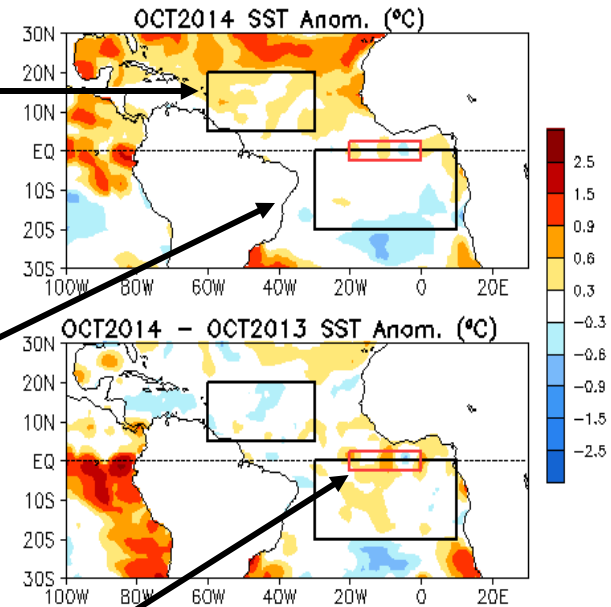 OCT2014 SST Anom. (°C)
30N
20N
10N
EQ
10S
20S
30S
100W 80W 60W 40W 20W 0 20E
OCT2014 – OCT2013 SST Anom. (°C)
30N
20N
10N
EQ
10S
20S
30S
100W 80W 60W 40W 20W 0 20E
2.5
1.5
0.9
0.6
0.3
-0.3
-0.6
-0.9
-1.5
-2.5